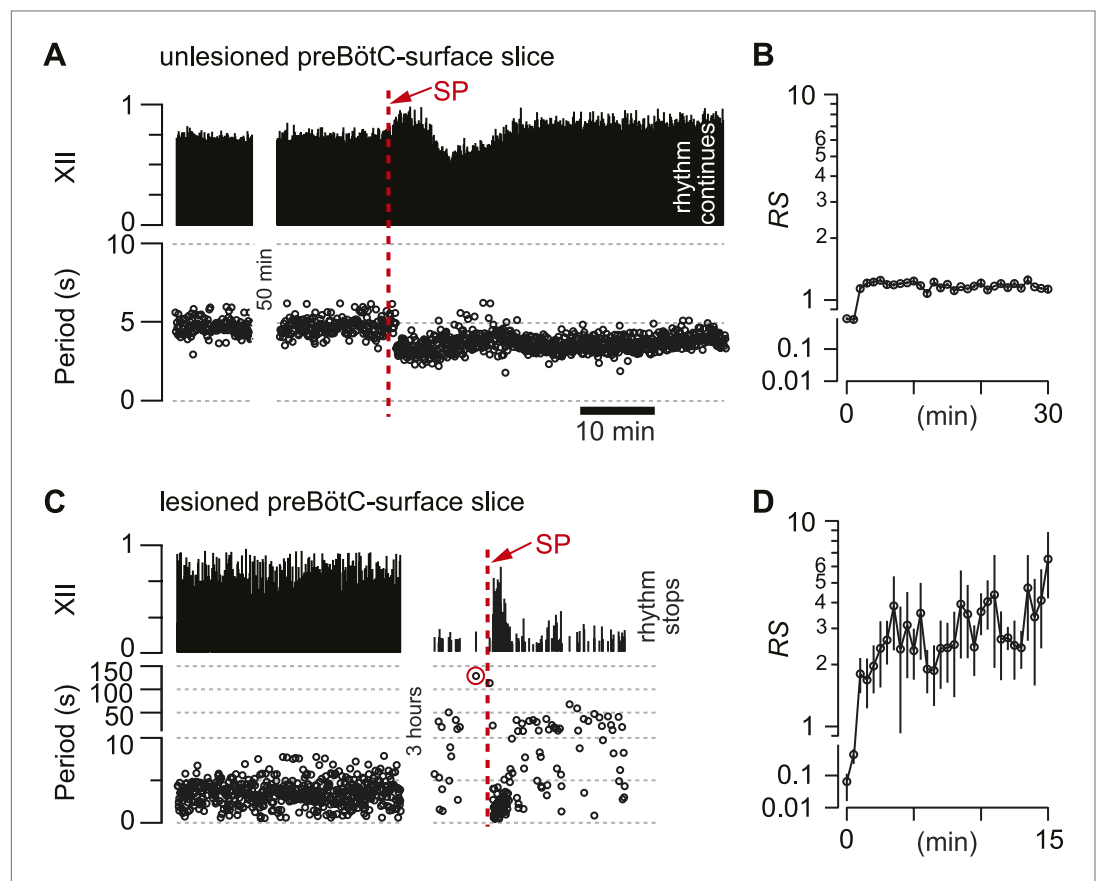 A
unlesioned preBötC-surface slice
SP
1
XII
0
rhythm
continues
10
Period (s)
5
0
50 min
10 min
B
10
6
5
4
3
RS
2
1
0.1
0.01
0
(min)
30
C
lesioned preBötC-surface slice
SP
1
XII
0
rhythm
stops
150
100
50
10
Period (s)
0
3 hours
D
10
6
5
4
3
RS
2
1
0.1
0.01
0
(min)
15